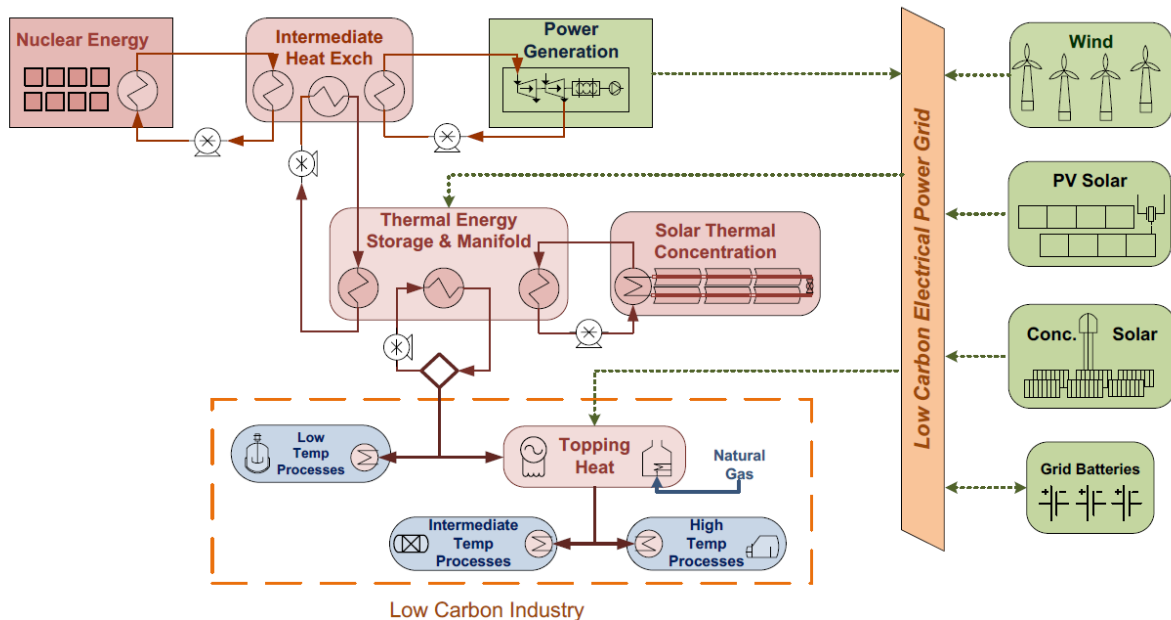 Nuclear Energy
Intermediate
Heat Exch
Power
Generation
Wind
PV Solar
Thermal Energy
Storage & Manifold
Solar Thermal
Concentration
Low Carbon Electrical Power Grid
Conc. Solar
Low
Temp
Processes
Topping
Heat
Natural
Gas
Grid Batteries
Intermediate
Temp
Processes
High
Temp
Processes
Low Carbon Industry